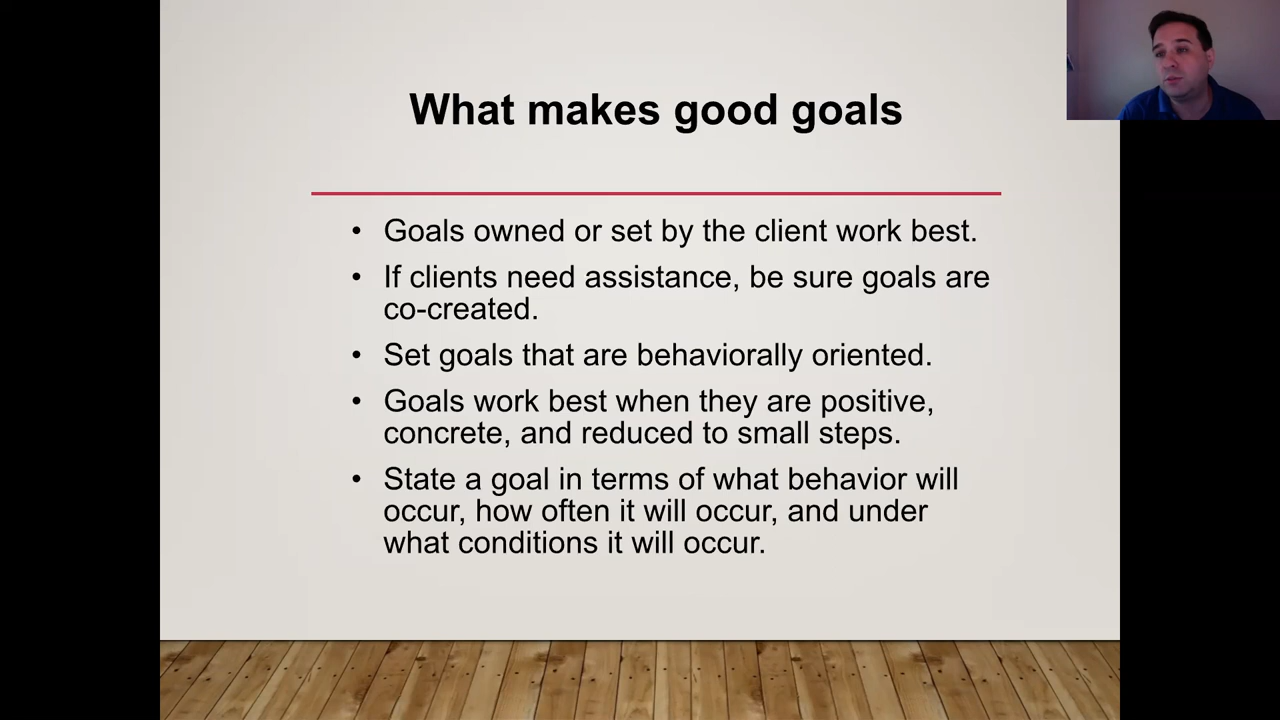 What makes good goals
• Goals owned or set by the client work best.
• If clients need assistance, be sure goals are
co-created.
• Set goals that are behaviorally oriented.
• Goals work best when they are positive,
concrete, and reduced to small steps.
• State a goal in terms of what behavior will
occur, how often it will occur, and under
what conditions it will occur.